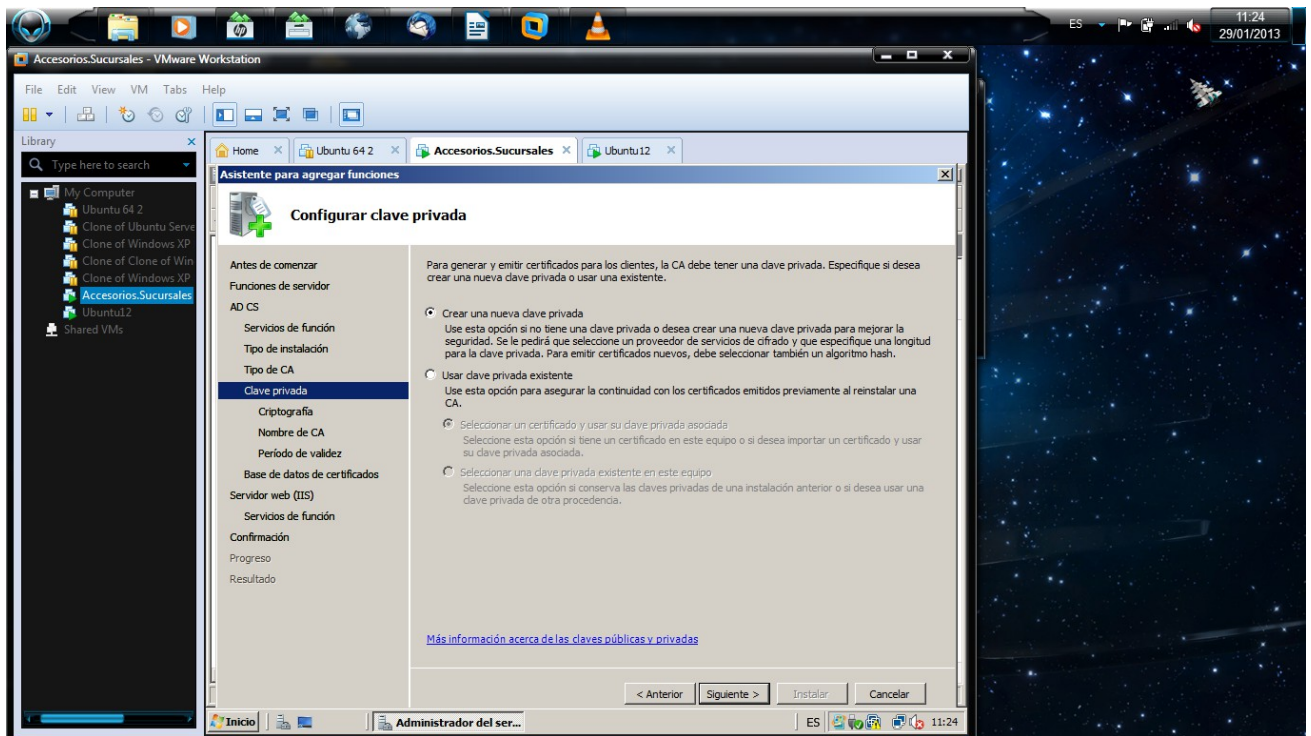 ES
11:24
29/01/2013
Accesorios.Sucursales - VMware Workstation
File Edit View VM Tabs Help
Library
Type here to search
My Computer
Ubuntu 64 2
Clone of Ubuntu Serve
Clone of Windows XP
Clone of Clone of Win
Clone of Windows XP
Accesorios.Sucursales
Ubuntu12
Shared VMs
Home
Ubuntu 64 2
Accesorios.Sucursales
Ubuntu12
Asistente para agregar funciones
Configurar clave privada
Antes de comenzar
Funciones de servidor
AD CS
Servicios de función
Tipo de instalación
Tipo de CA
Clave privada
Criptografía
Nombre de CA
Período de validez
Base de datos de certificados
Servidor web (IIS)
Servicios de función
Confirmación
Progreso
Resultado
Para generar y emitir certificados para los clientes, la CA debe tener una clave privada. Especifique si desea
crear una nueva clave privada o usar una existente.
Crear una nueva clave privada
Use esta opción si no tiene una clave privada o desea crear una nueva clave privada para mejorar la
seguridad. Se le pedirá que seleccione un proveedor de servicios de cifrado y que especifique una longitud
para la clave privada. Para emitir certificados nuevos, debe seleccionar también un algoritmo hash.
Usar clave privada existente
Use esta opción para asegurar la continuidad con los certificados emitidos previamente al reinstalar una
CA.
Seleccionar un certificado y usar su clave privada asociada
Seleccione esta opción si tiene un certificado en este equipo o si desea importar un certificado y usar
su clave privada asociada.
Seleccionar una clave privada existente en este equipo
Seleccione esta opción si conserva las claves privadas de una instalación anterior o si desea usar una
clave privada de otra procedencia.
Más información acerca de las claves públicas y privadas
< Anterior
Siguiente >
Instalar
Cancelar
Inicio
Administrador del ser...
ES
11:24